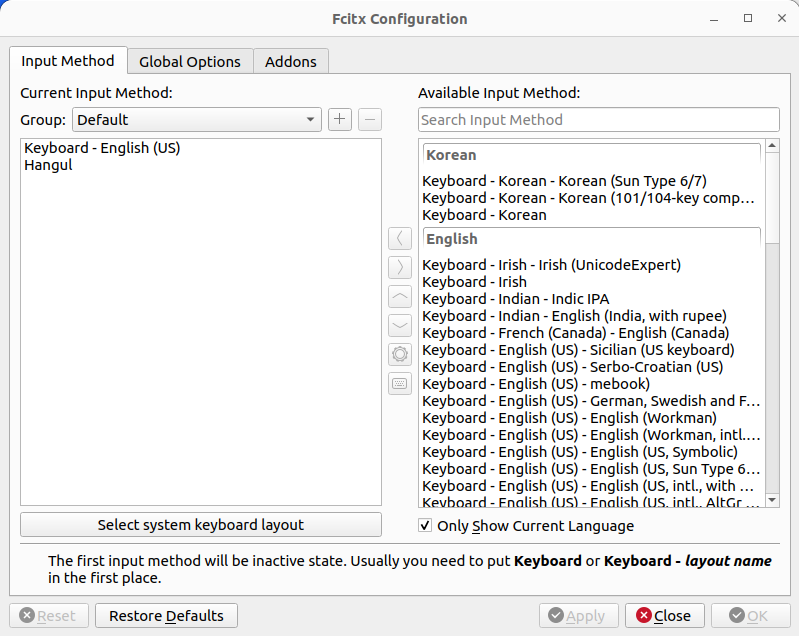 Fcitx Configuration
Input Method
Global Options
Addons
Current Input Method:
Available Input Method:
Group:
Default
Search Input Method
Keyboard - English (US)
Hangul
Korean
Keyboard - Korean - Korean (Sun Type 6/7)
Keyboard - Korean - Korean (101/104-key comp...
Keyboard - Korean
English
Keyboard - Irish - Irish (UnicodeExpert)
Keyboard - Irish
Keyboard - Indian - Indic IPA
Keyboard - Indian - English (India, with rupee)
Keyboard - French (Canada) - English (Canada)
Keyboard - English (US) - Sicilian (US keyboard)
Keyboard - English (US) - Serbo-Croatian (US)
Keyboard - English (US) - mebook)
Keyboard - English (US) - German, Swedish and F...
Keyboard - English (US) - English (Workman)
Keyboard - English (US) - English (Workman, intl....
Keyboard - English (US) - English (US, Symbolic)
Keyboard - English (US) - English (US, Sun Type 6...
Keyboard - English (US) - English (US, intl., with ...
Keyboard - English (US) - English (US, intl., AltGr ...
Select system keyboard layout
Only Show Current Language
The first input method will be inactive state. Usually you need to put Keyboard or Keyboard - layout name
in the first place.
Reset
Restore Defaults
Apply
Close
OK